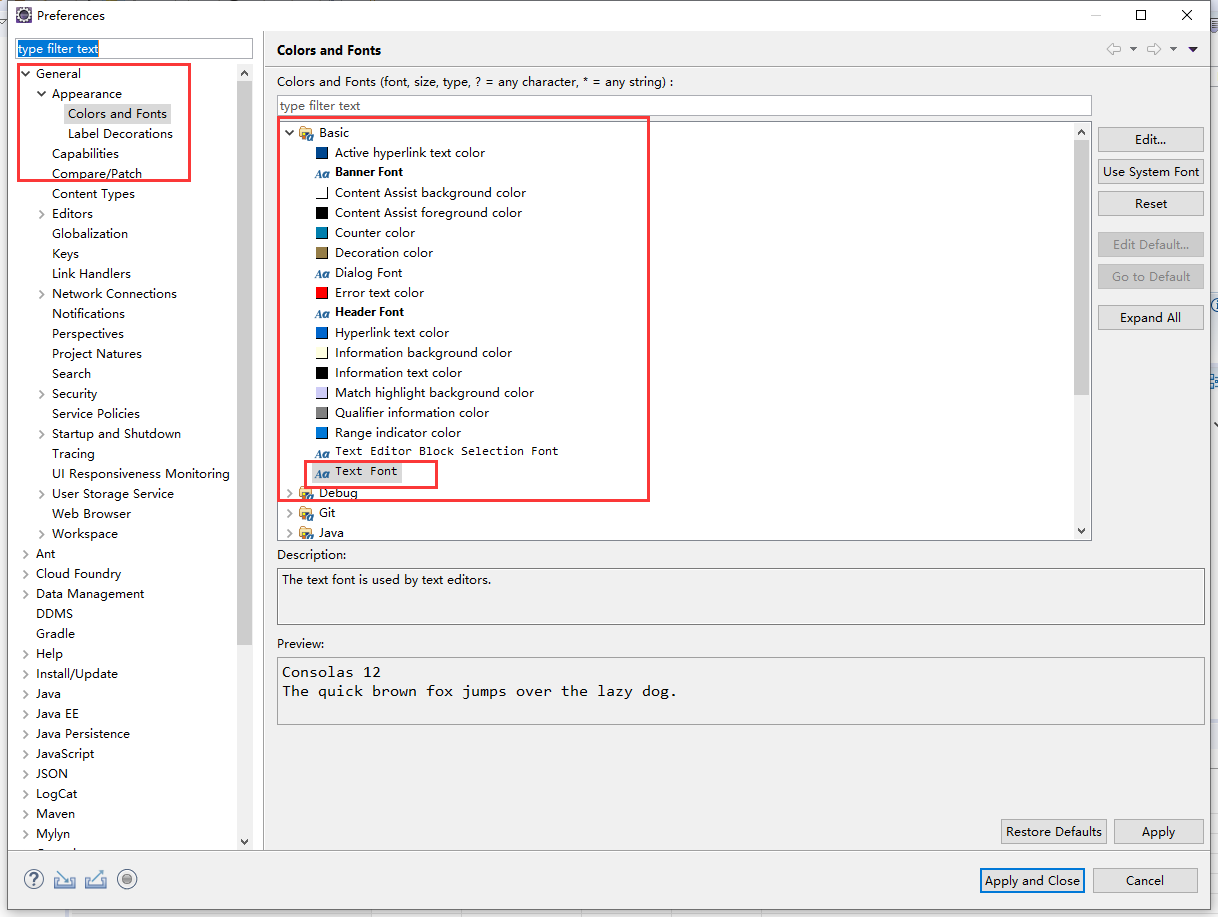 Preferences
type filter text
General
Appearance
Colors and Fonts
Label Decorations
Capabilities
Compare/Patch
Content Types
Editors
Globalization
Keys
Link Handlers
Network Connections
Notifications
Perspectives
Project Natures
Search
Security
Service Policies
Startup and Shutdown
Tracing
UI Responsiveness Monitoring
User Storage Service
Web Browser
Workspace
Ant
Cloud Foundry
Data Management
DDMS
Gradle
Help
Install/Update
Java
Java EE
Java Persistence
JavaScript
JSON
LogCat
Maven
Mylyn
Colors and Fonts
Colors and Fonts (font, size, type, ? = any character, * = any string) :
type filter text
Basic
Active hyperlink text color
Aa Banner Font
Content Assist background color
Content Assist foreground color
Counter color
Decoration color
Aa Dialog Font
Error text color
Aa Header Font
Hyperlink text color
Information background color
Information text color
Match highlight background color
Qualifier information color
Range indicator color
Aa Text Editor Block Selection Font
Aa Text Font
Debug
Git
Java
Edit...
Use System Font
Reset
Edit Default...
Go to Default
Expand All
Description:
The text font is used by text editors.
Preview:
Consolas 12
The quick brown fox jumps over the lazy dog.
Restore Defaults
Apply
Apply and Close
Cancel